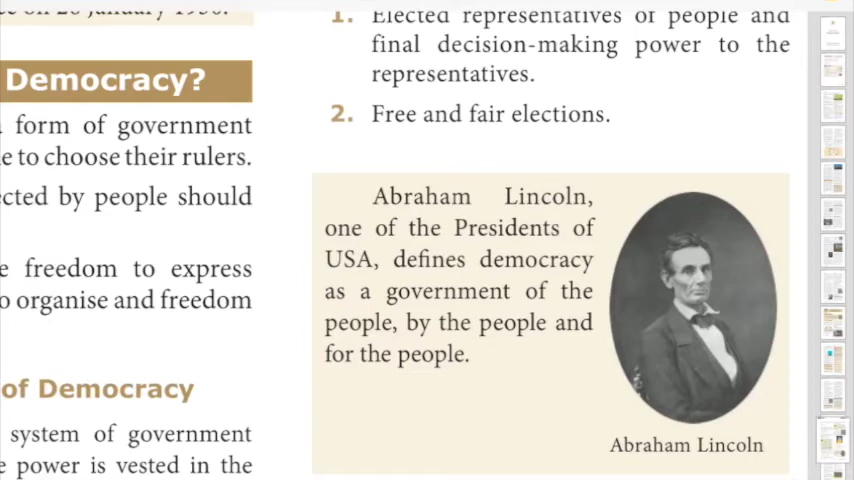 Democracy?
form of government
to choose their rulers.
by people should
freedom to express
organise and freedom
of Democracy
system of government
power is vested in the
1. Elected representatives of people and
final decision-making power to the
representatives.
2. Free and fair elections.
Abraham Lincoln,
one of the Presidents of
USA, defines democracy
as a government of the
people, by the people and
for the people.
Abraham Lincoln